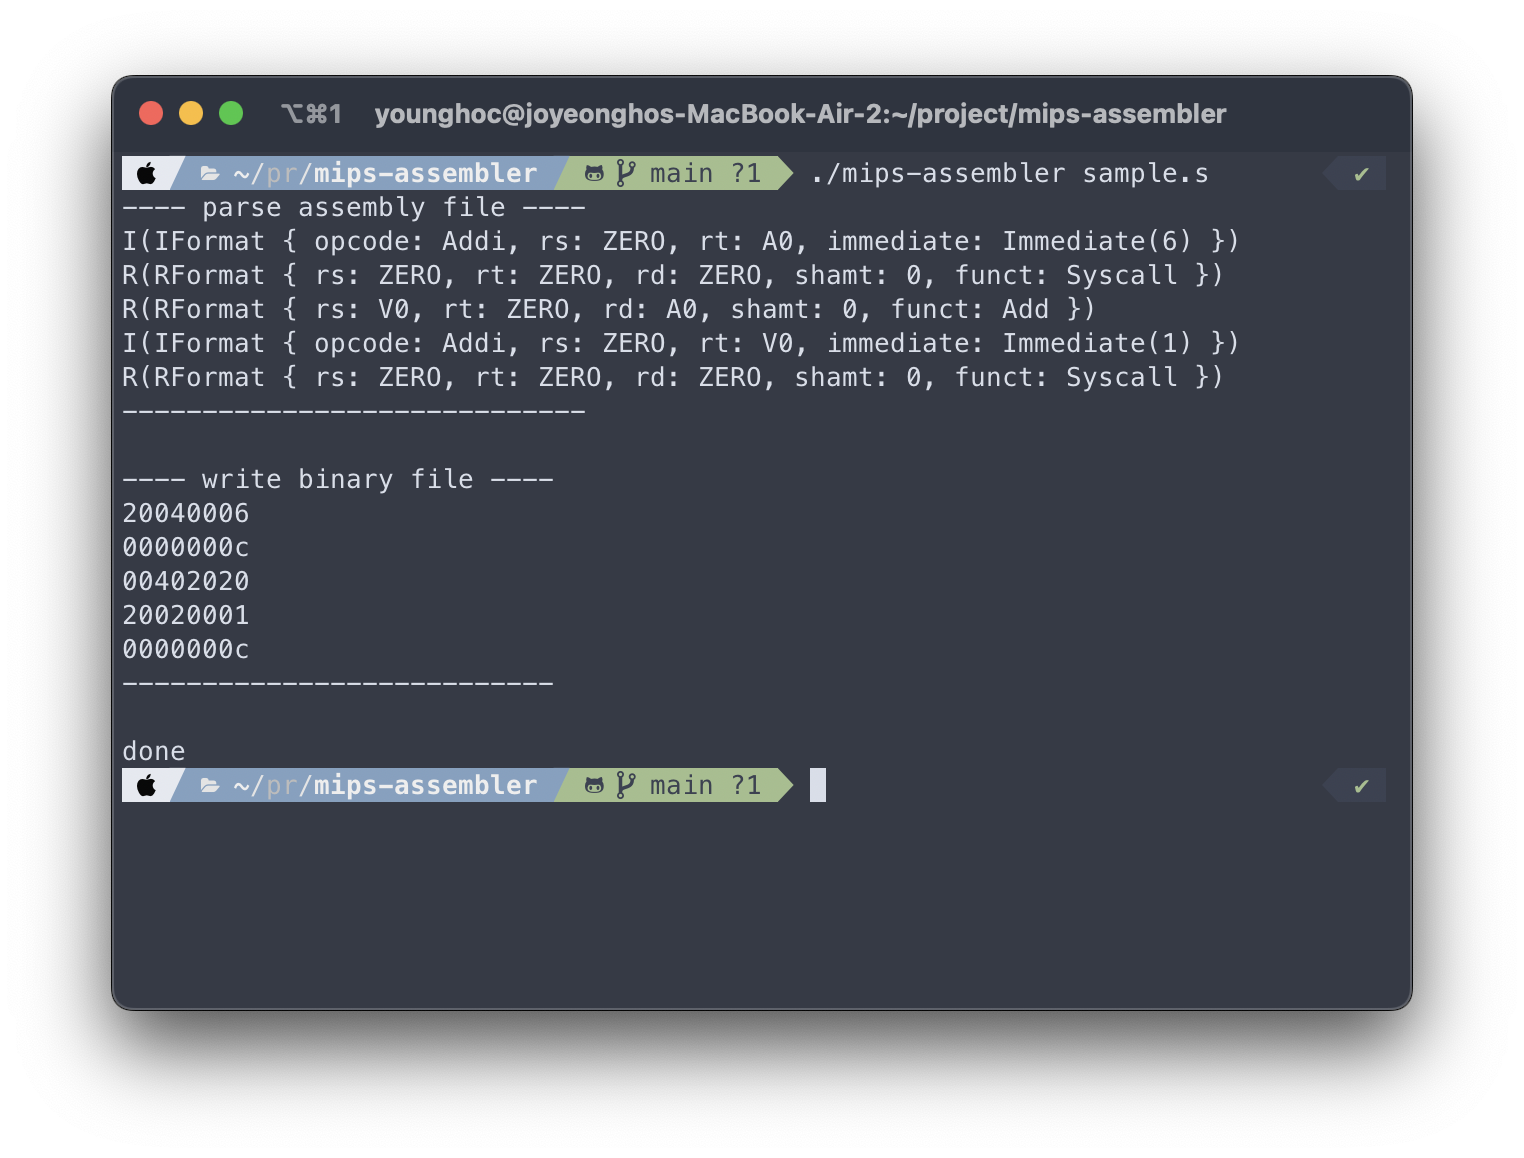 ⌥⌘1 younghoc@joyeonghos-MacBook-Air-2:~/project/mips-assembler
~/pr/mips-assembler main ?1 ./mips-assembler sample.s ✔
---- parse assembly file ----
I(IFormat { opcode: Addi, rs: ZERO, rt: A0, immediate: Immediate(6) })
R(RFormat { rs: ZERO, rt: ZERO, rd: ZERO, shamt: 0, funct: Syscall })
R(RFormat { rs: V0, rt: ZERO, rd: A0, shamt: 0, funct: Add })
I(IFormat { opcode: Addi, rs: ZERO, rt: V0, immediate: Immediate(1) })
R(RFormat { rs: ZERO, rt: ZERO, rd: ZERO, shamt: 0, funct: Syscall })
-----------------------------
---- write binary file ----
20040006
0000000c
00402020
20020001
0000000c
---------------------------
done
~/pr/mips-assembler main ?1 ✔